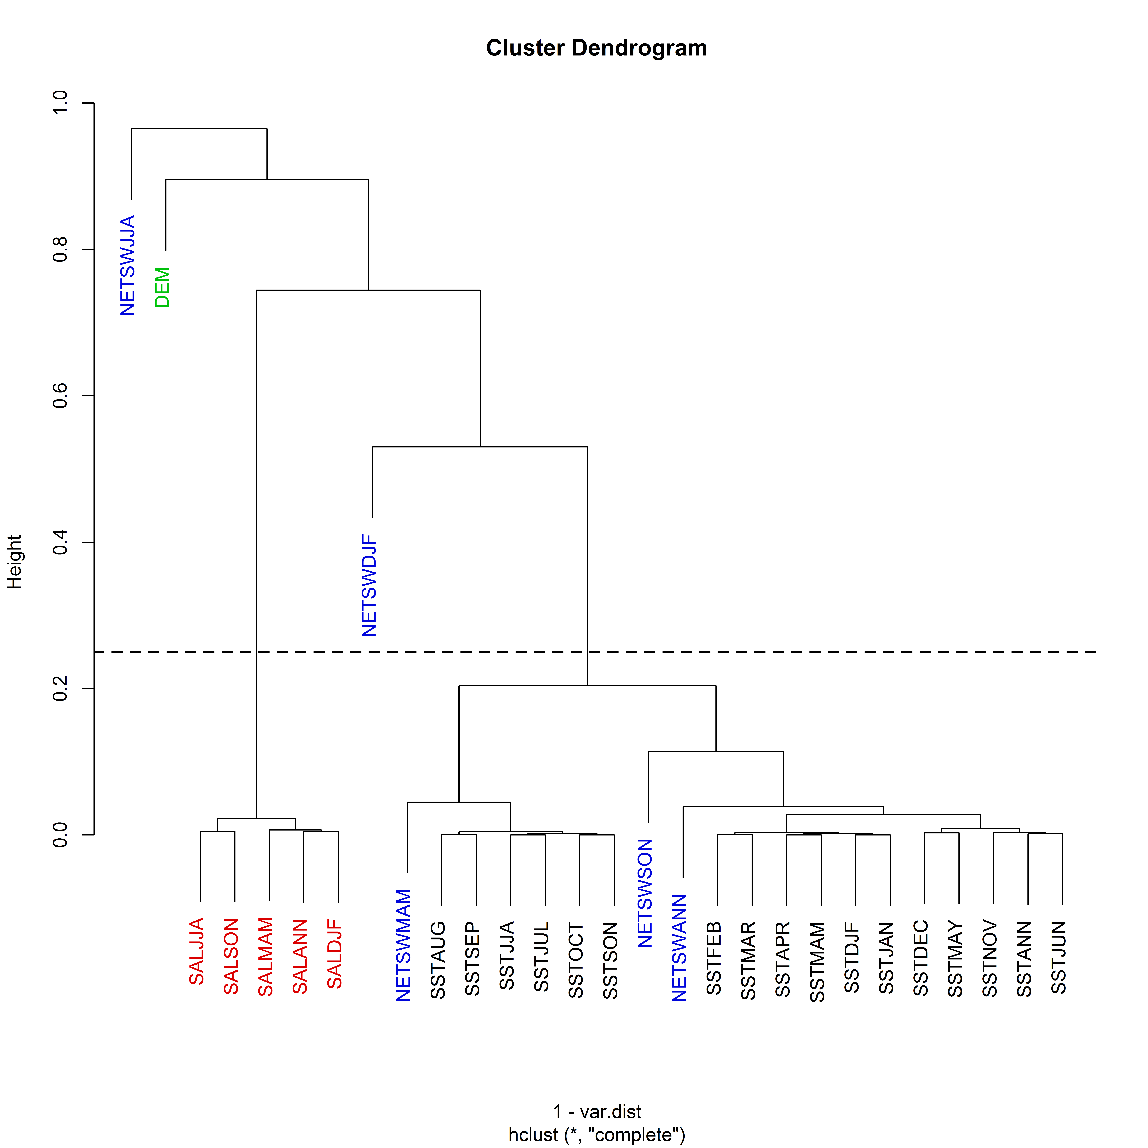 Cluster Dendrogram
Height
1.0
0.8
0.6
0.4
0.2
0.0
NETSWJJA
DEM
NETSWDJF
SALJJA
SALSON
SALMAM
SALANN
SALDJF
NETSWMAM
SSTAUG
SSTSEP
SSTJJA
SSTJUL
SSTOCT
SSTSON
NETSWSON
NETSWANN
SSTFEB
SSTMAR
SSTAPR
SSTMAM
SSTDJF
SSTJAN
SSTDEC
SSTMAY
SSTNOV
SSTANN
SSTJUN
1 - var.dist
hclust (*, "complete")